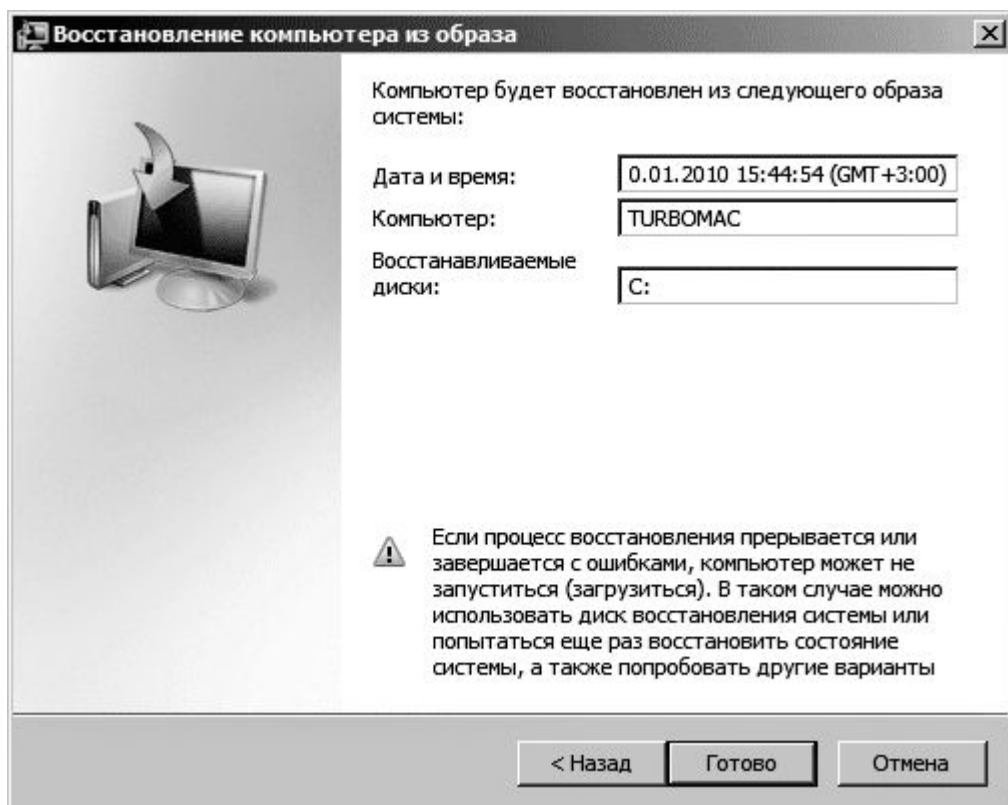 Восстановление компьютера из образа
Компьютер будет восстановлен из следующего образа
системы:
Дата и время:
0.01.2010 15:44:54 (GMT+3:00)
Компьютер:
TURBOMAC
Восстанавливаемые
диски:
C:
Если процесс восстановления прерывается или
завершается с ошибками, компьютер может не
запуститься (загрузиться). В таком случае можно
использовать диск восстановления системы или
попытаться еще раз восстановить состояние
системы, а также попробовать другие варианты
< Назад
Готово
Отмена